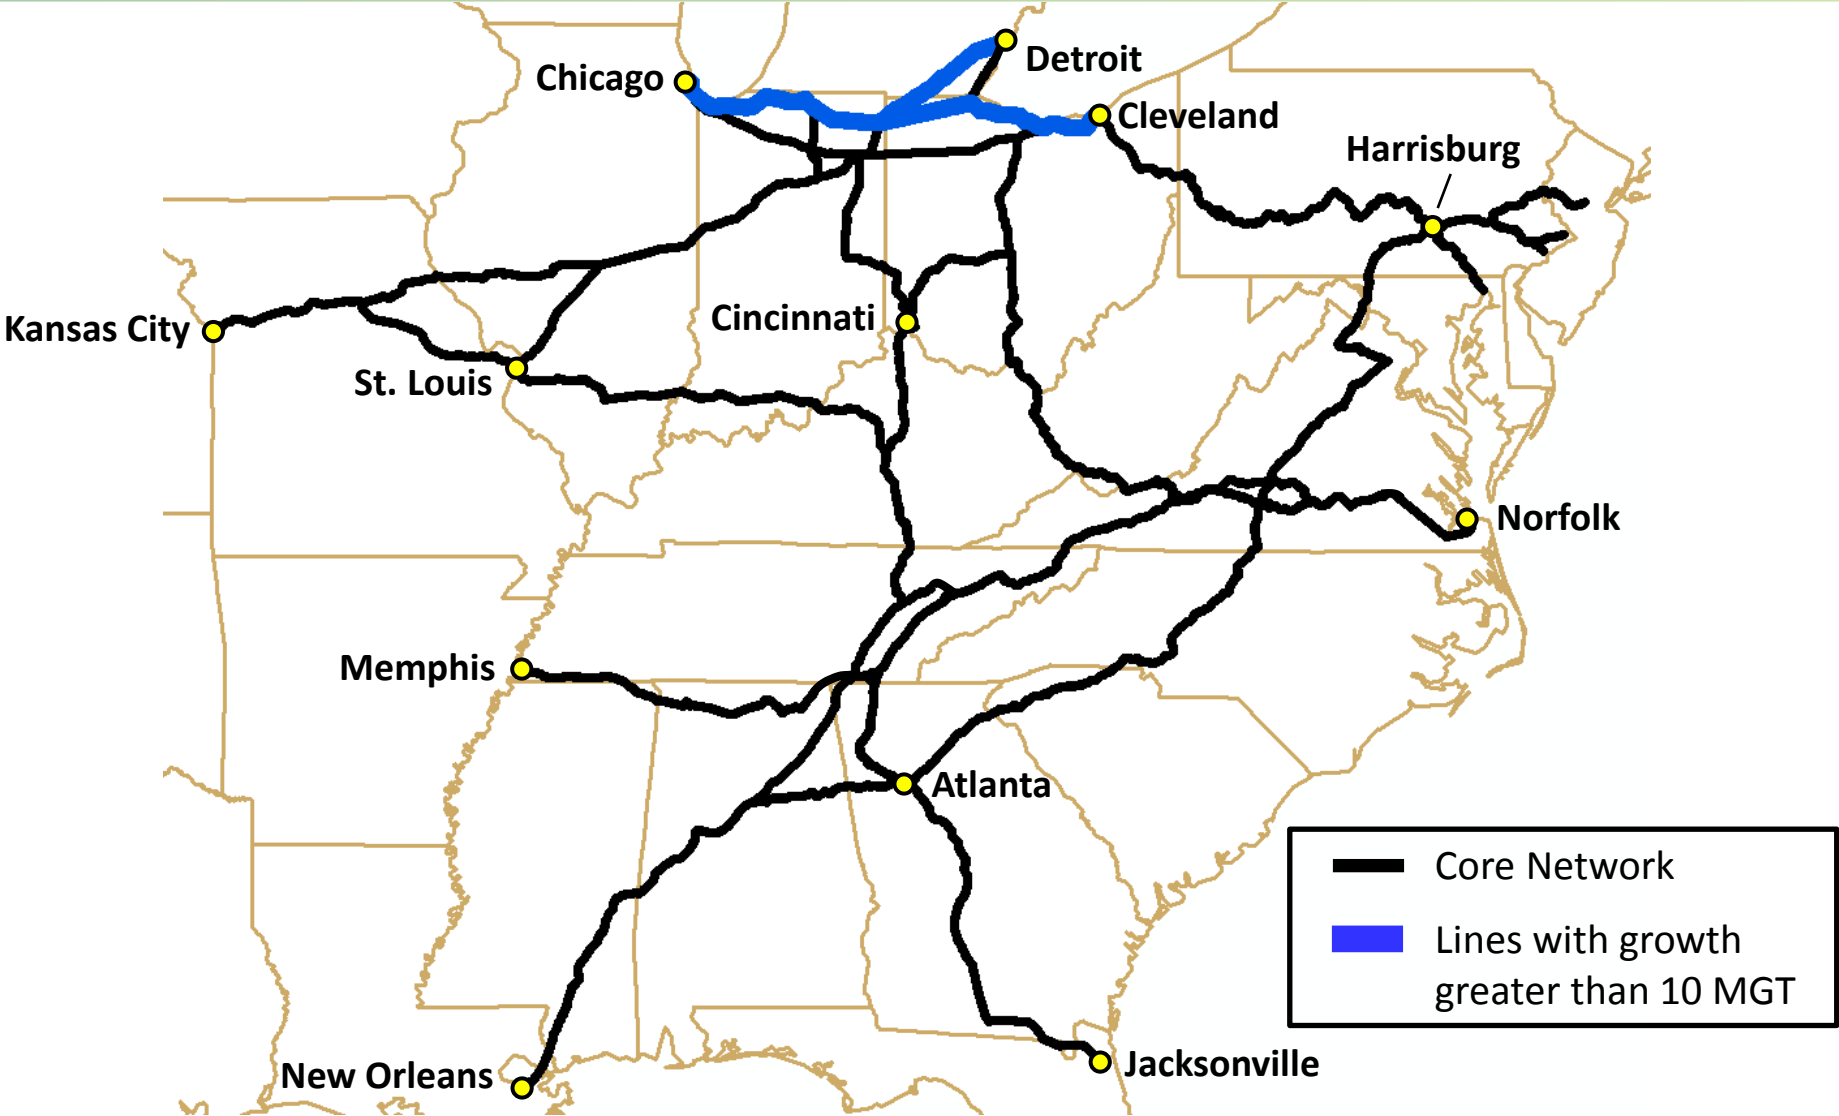 Detroit
Chicago
Cleveland
Harrisburg
Kansas City
Cincinnati
St. Louis
Norfolk
Memphis
Atlanta
Core Network
Lines with growth
greater than 10 MGT
New Orleans
Jacksonville